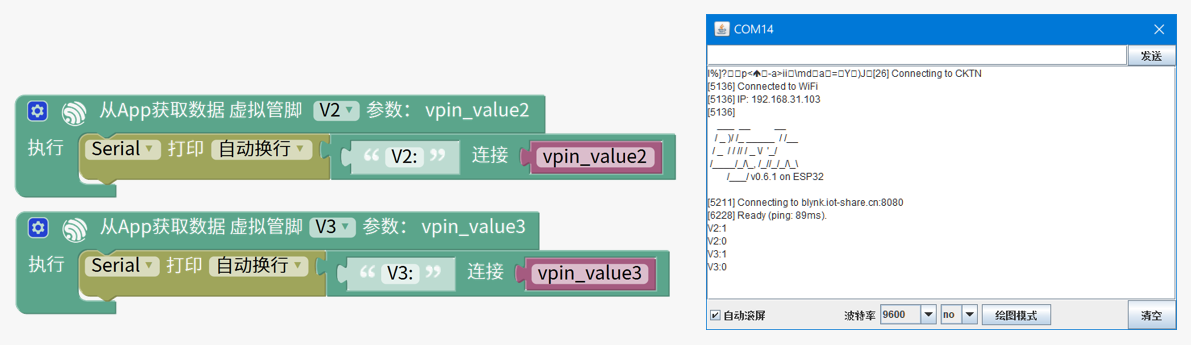 从App获取数据 虚拟管脚 V2 参数： vpin_value2
执行 Serial 打印 自动换行 “ V2: ” 连接 vpin_value2
从App获取数据 虚拟管脚 V3 参数： vpin_value3
执行 Serial 打印 自动换行 “ V3: ” 连接 vpin_value3
COM14
发送
[26] Connecting to CKTN
[5136] Connected to WiFi
[5136] IP: 192.168.31.103
[5136]
v0.6.1 on ESP32
[5211] Connecting to blynk.iot-share.cn:8080
[6228] Ready (ping: 89ms).
V2:1
V2:0
V3:1
V3:0
自动滚屏 波特率 9600 no 绘图模式 清空